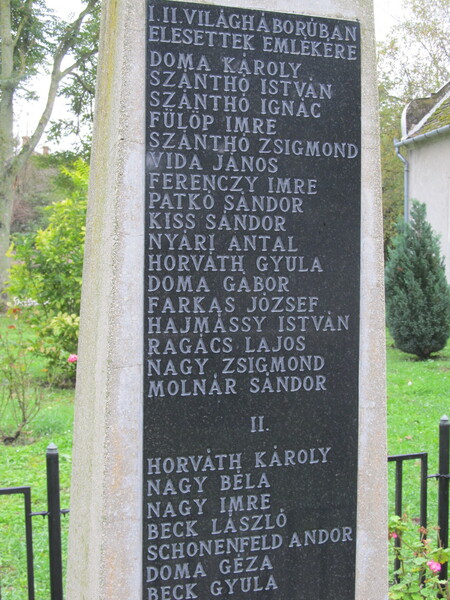 I. II. VILÁGHÁBORÚBAN
ELESETTEK EMLÉKÉRE
DOMA KÁROLY
SZÁNTHÓ ISTVÁN
SZÁNTHÓ IGNÁC
FÜLÖP IMRE
SZÁNTHÓ ZSIGMOND
VIDA JÁNOS
FERENCZY IMRE
PATKÓ SÁNDOR
KISS SÁNDOR
NYÁRI ANTAL
HORVÁTH GYULA
DOMA GÁBOR
FARKAS JÓZSEF
HAJMÁSSY ISTVÁN
RAGÁCS LAJOS
NAGY ZSIGMOND
MOLNÁR SÁNDOR
II.
HORVÁTH KÁROLY
NAGY BÉLA
NAGY IMRE
BECK LÁSZLÓ
SCHONENFELD ANDOR
DOMA GÉZA
BECK GYULA